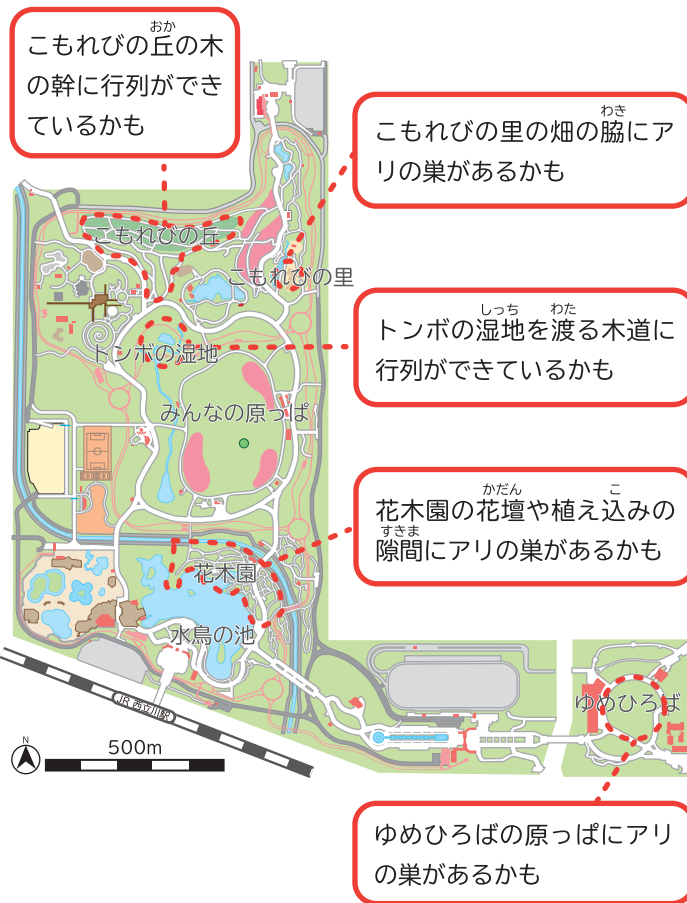 こもれびの丘の木
おか
の幹に行列ができ
ているかも
こもれびの里の畑の脇にア
わき
リの巣があるかも
こもれびの丘
こもれびの里
トンボの湿地を渡る木道に
しっち わた
行列ができているかも
トンボの湿地
みんなの原っぱ
花木園の花壇や植え込みの
かだん こ
隙間にアリの巣があるかも
すきま
花木園
水鳥の池
JR 西立川駅
ゆめひろば
N
500m
ゆめひろばの原っぱにアリ
の巣があるかも